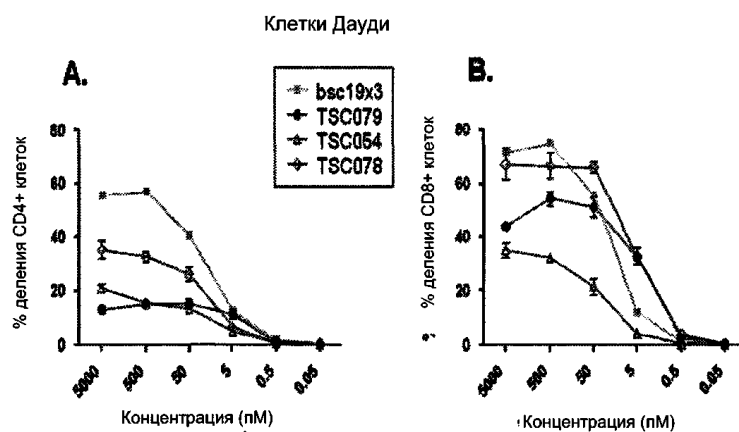 Клетки Дауди
A.
B.
bsc19x3
TSC079
TSC054
TSC078
% деления CD4+ клеток
80
60
40
20
0
5000
500
50
5
0.5
0.05
Концентрация (пМ)
% деления CD8+ клеток
80
60
40
20
0
5000
500
50
5
0.5
0.05
Концентрация (пМ)